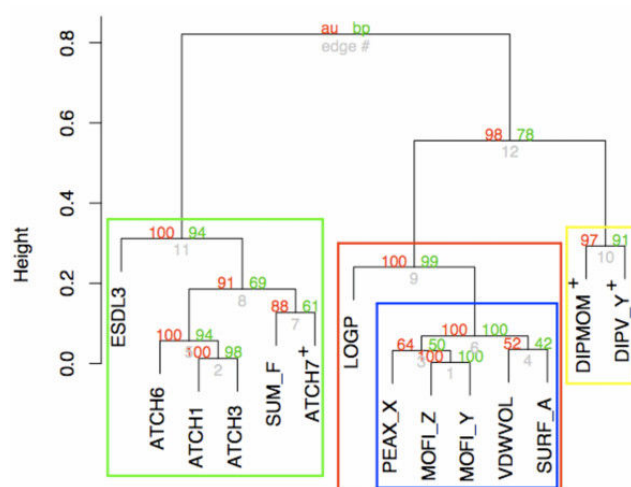 au bp
edge #
Height
0.8
0.6
0.4
0.2
0.0
98 78
12
100 94
11
97 91
10
100 99
9
91 69
8
88 61
7
100 100
6
100 94
5
52 42
4
64 50
3
100 98
2
100 100
1
ESDL3
ATCH6
ATCH1
ATCH3
SUM_F
ATCH7 +
LOGP
PEAX_X
MOFI_Z
MOFI_Y
VDWVOL
SURF_A
DIPMOM +
DIPV_Y +